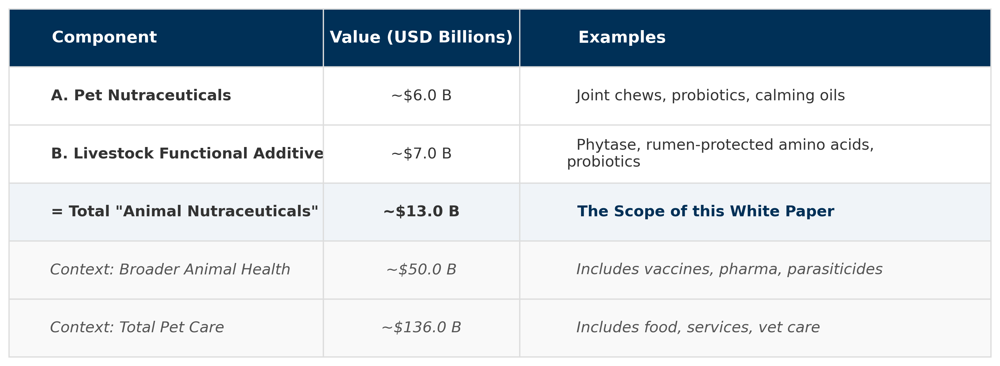 Component Value (USD Billions) Examples
A. Pet Nutraceuticals ~$6.0 B Joint chews, probiotics, calming oils
B. Livestock Functional Additive ~$7.0 B Phytase, rumen-protected amino acids,
probiotics
= Total "Animal Nutraceuticals" ~$13.0 B The Scope of this White Paper
Context: Broader Animal Health ~$50.0 B Includes vaccines, pharma, parasiticides
Context: Total Pet Care ~$136.0 B Includes food, services, vet care